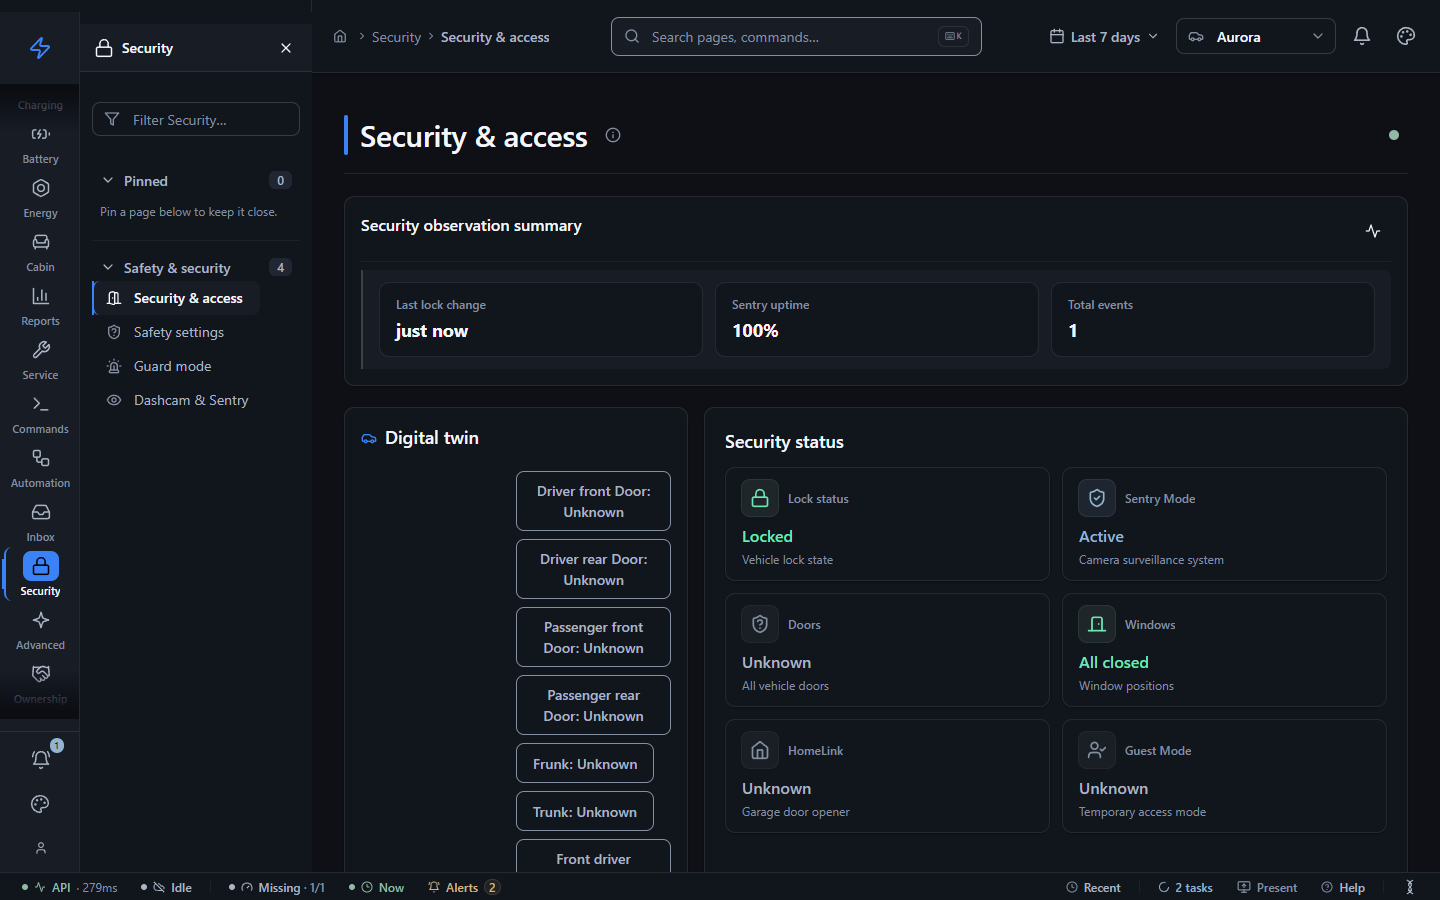 Charging
Battery
Energy
Cabin
Reports
Service
Commands
Automation
Inbox
Security
Advanced
Ownership
1
Security
Filter Security...
Pinned
0
Pin a page below to keep it close.
Safety & security
4
Security & access
Safety settings
Guard mode
Dashcam & Sentry
Security
Security & access
Search pages, commands...
K
Last 7 days
Aurora
Security & access
Security observation summary
Last lock change
just now
Sentry uptime
100%
Total events
1
Digital twin
Driver front Door:
Unknown
Driver rear Door:
Unknown
Passenger front
Door: Unknown
Passenger rear
Door: Unknown
Frunk: Unknown
Trunk: Unknown
Front driver
Security status
Lock status
Locked
Vehicle lock state
Sentry Mode
Active
Camera surveillance system
Doors
Unknown
All vehicle doors
Windows
All closed
Window positions
HomeLink
Unknown
Garage door opener
Guest Mode
Unknown
Temporary access mode
API · 279ms
Idle
Missing · 1/1
Now
Alerts 2
Recent
2 tasks
Present
Help